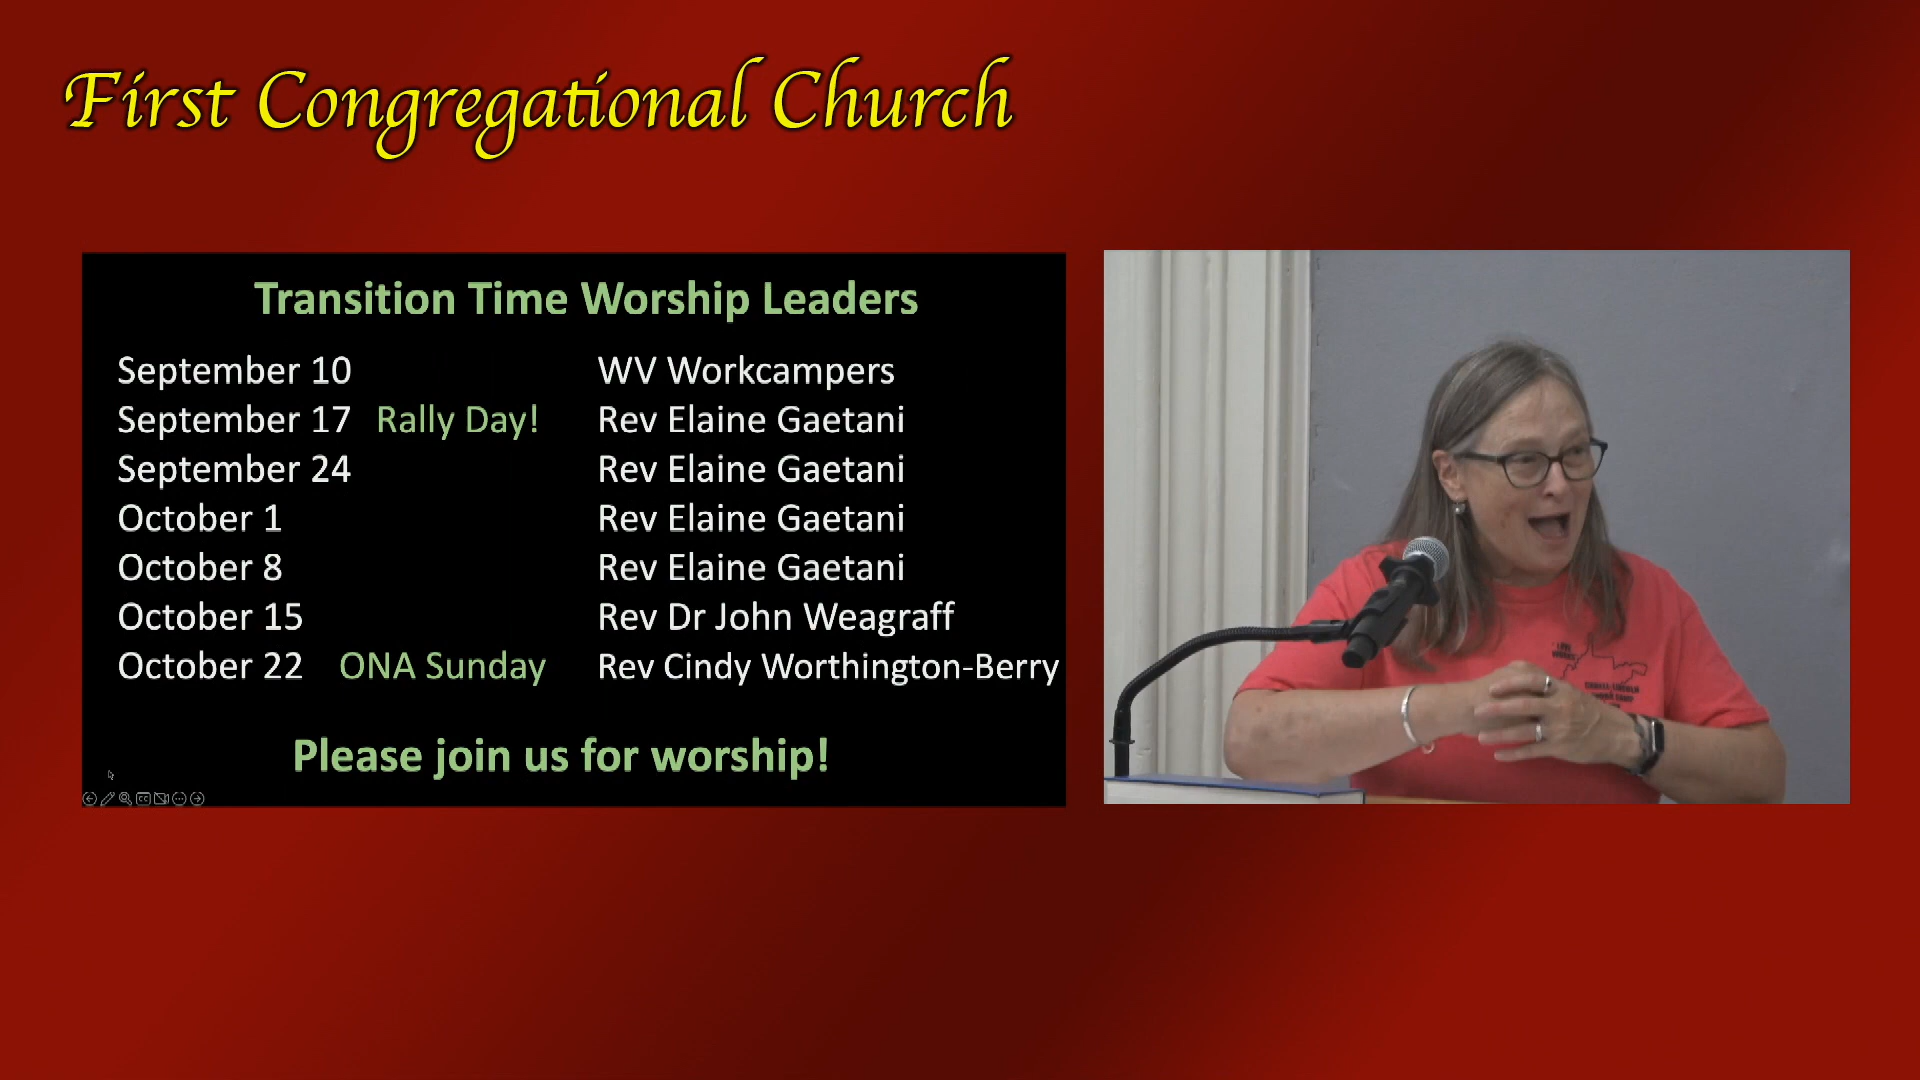 First Congregational Church
Transition Time Worship Leaders
September 10 WV Workcampers
September 17 Rally Day! Rev Elaine Gaetani
September 24 Rev Elaine Gaetani
October 1 Rev Elaine Gaetani
October 8 Rev Elaine Gaetani
October 15 Rev Dr John Weagraff
October 22 ONA Sunday Rev Cindy Worthington-Berry
Please join us for worship!